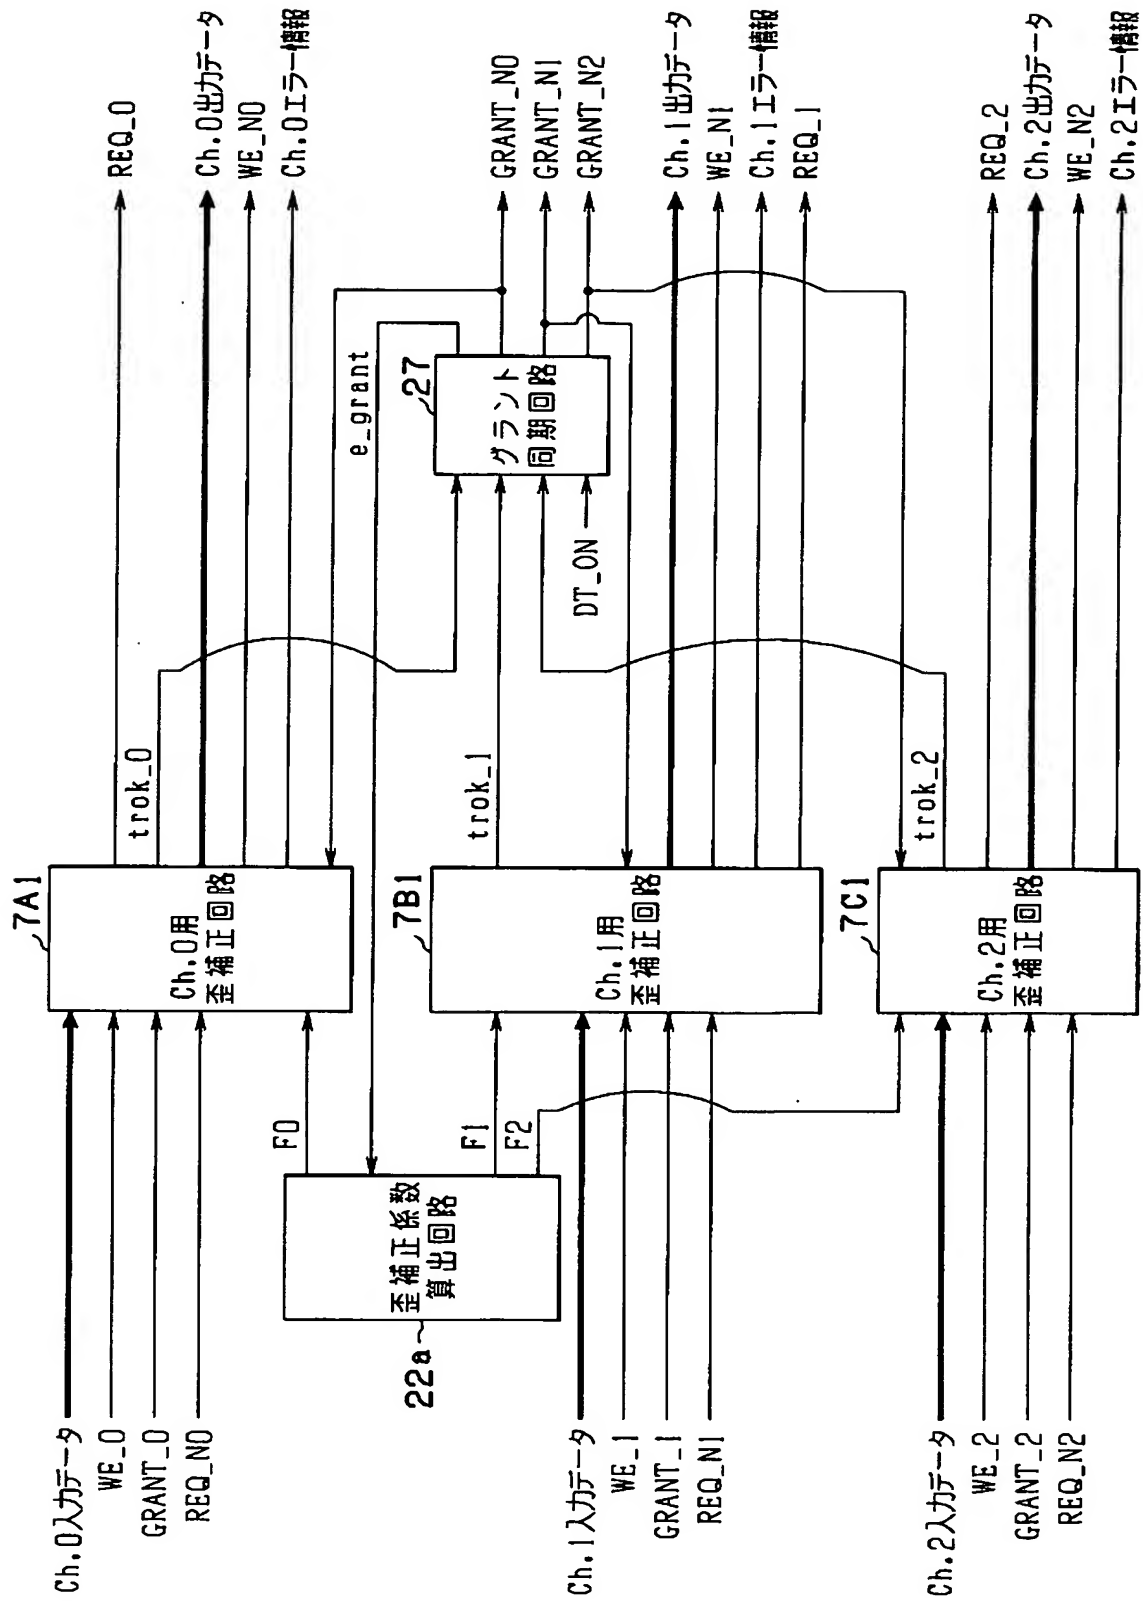 REQ_0
Ch.0出力データ
WE_N0
Ch.0エラー情報
GRANT_N0
GRANT_N1
GRANT_N2
Ch.1出力データ
WE_N1
Ch.1エラー情報
REQ_1
REQ_2
Ch.2出力データ
WE_N2
Ch.2エラー情報
e_grant
27
グラント
同期回路
DT_ON
trok_0
trok_1
trok_2
7A1
Ch.0用
歪補正回路
7B1
Ch.1用
歪補正回路
7C1
Ch.2用
歪補正回路
F0
F1
F2
歪補正係数
算出回路
22a
Ch.0入力データ
WE_0
GRANT_0
REQ_N0
Ch.1入力データ
WE_1
GRANT_1
REQ_N1
Ch.2入力データ
WE_2
GRANT_2
REQ_N2